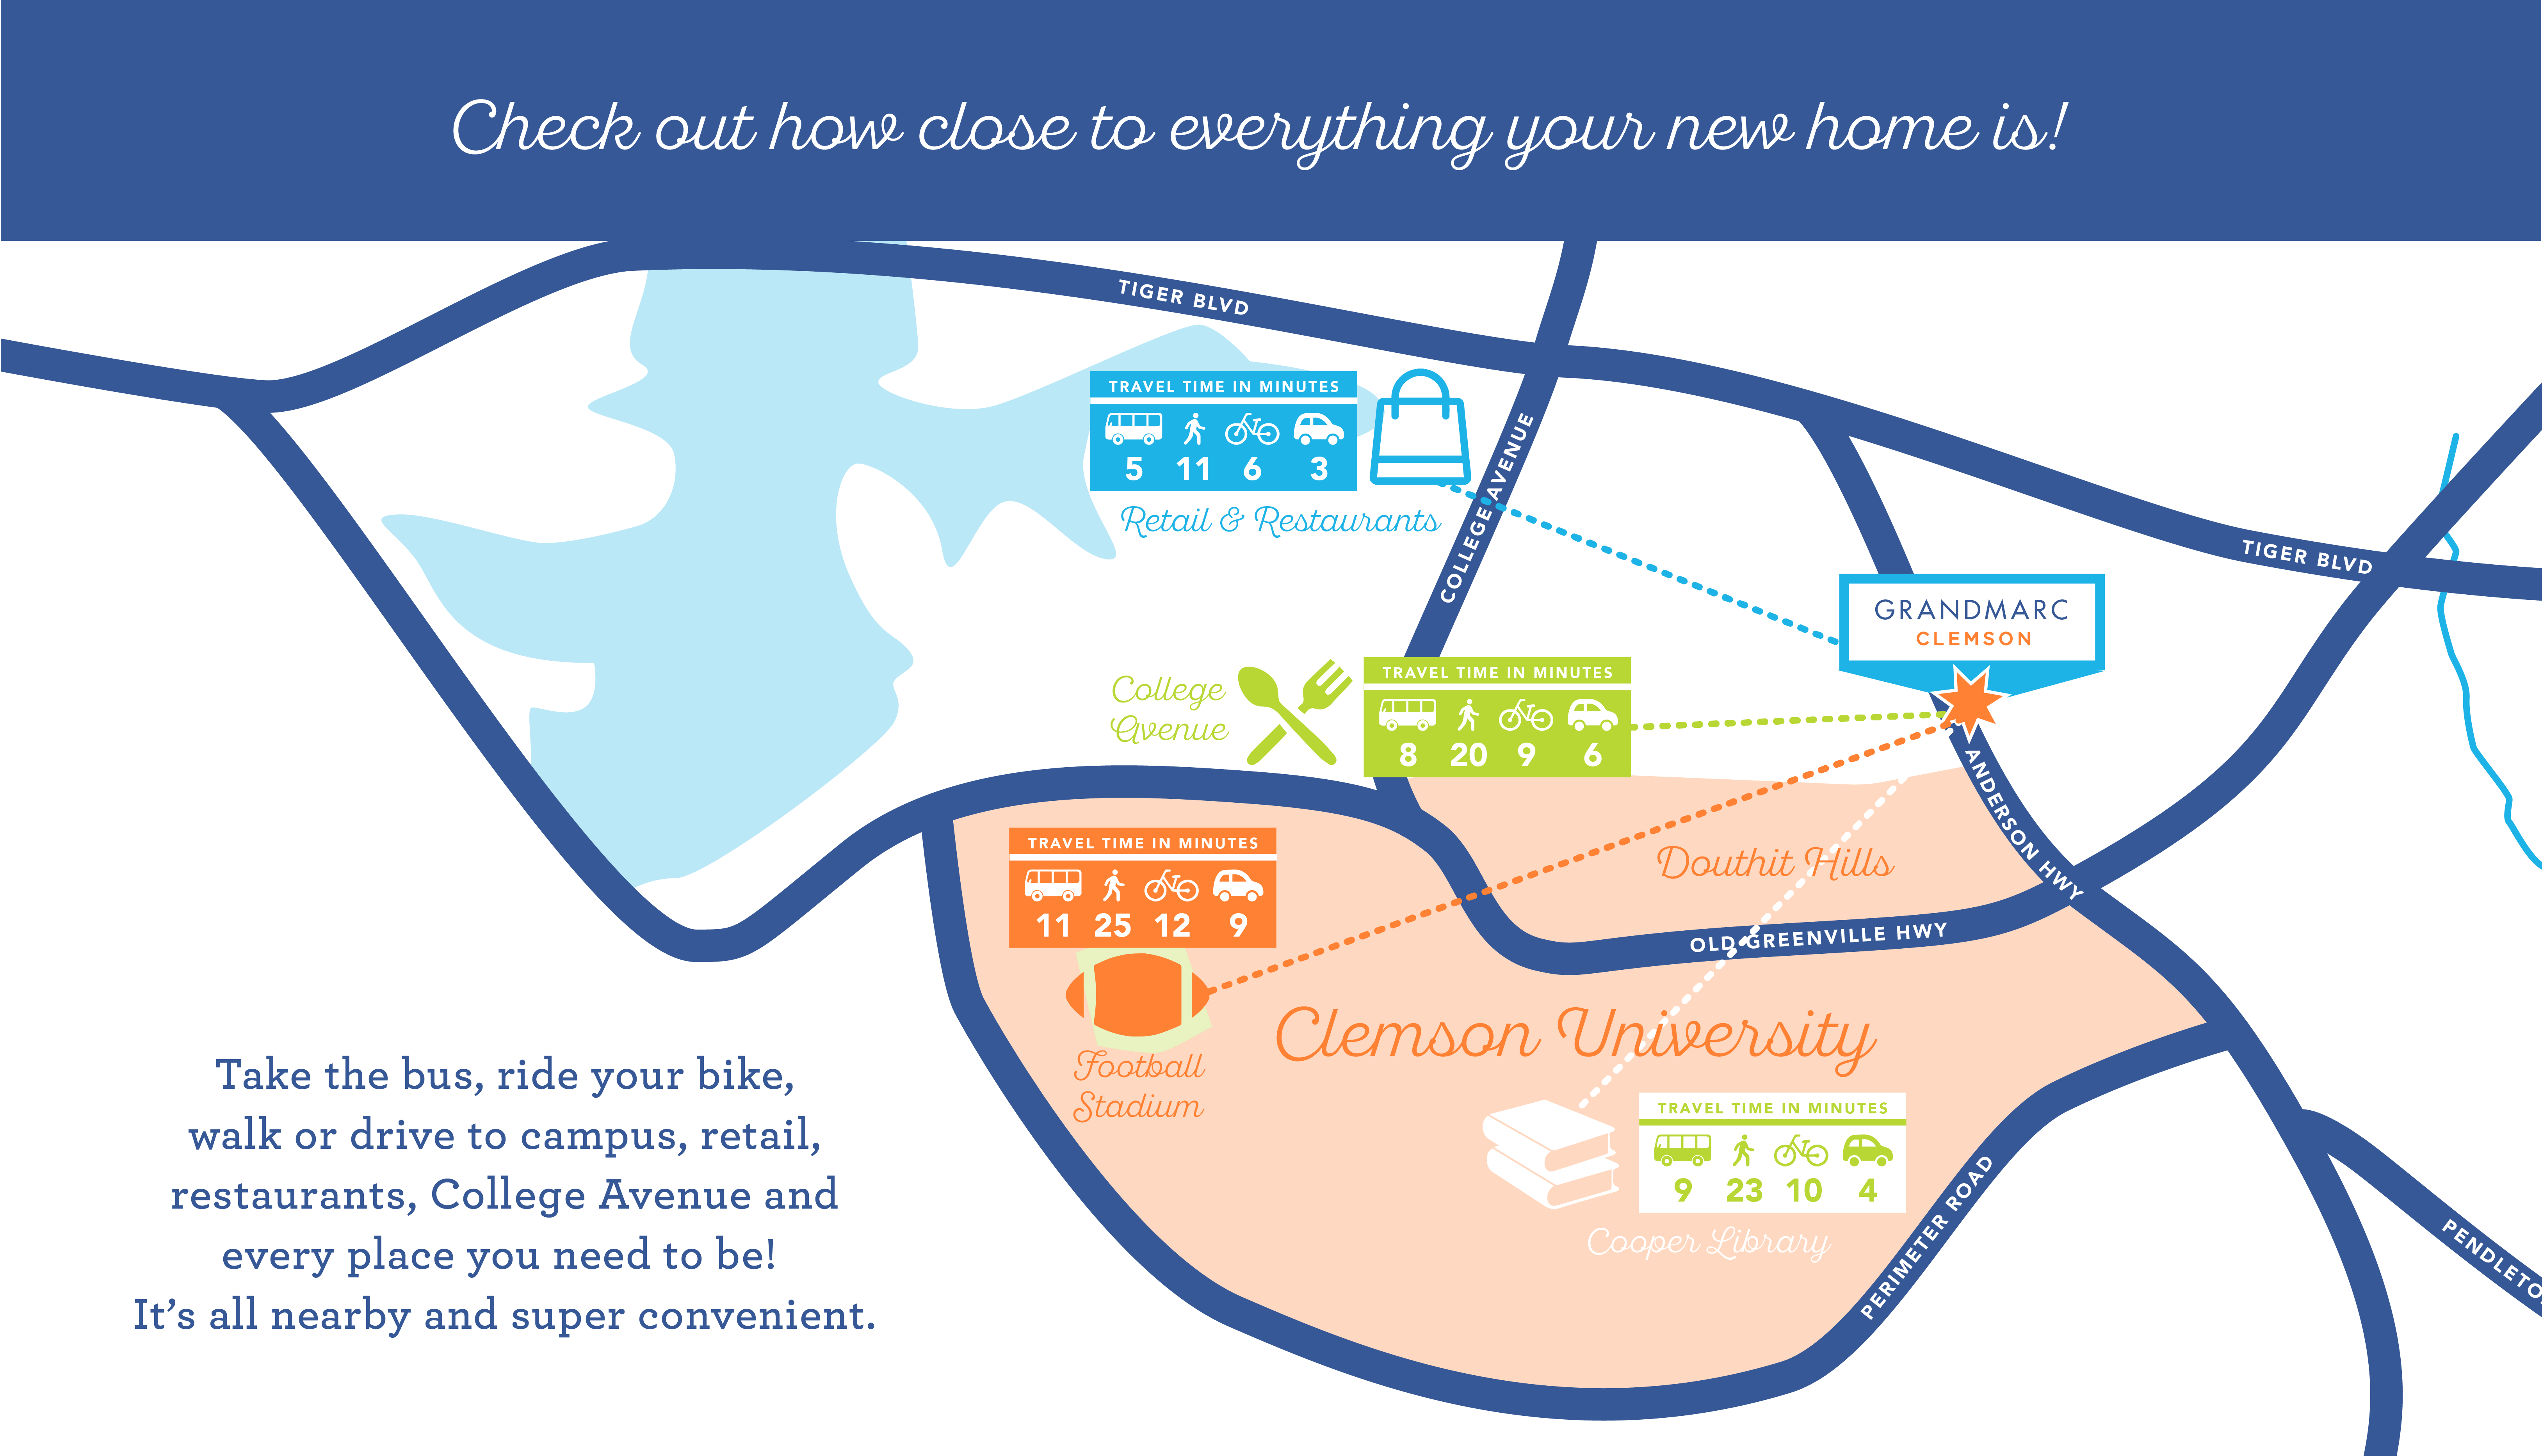 Check out how close to everything your new home is!
TIGER BLVD
TRAVEL TIME IN MINUTES
5 11 6 3
Retail & Restaurants
COLLEGE AVENUE
TIGER BLVD
GRANDMARC
CLEMSON
College
Avenue
TRAVEL TIME IN MINUTES
8 20 9 6
ANDERSON HWY
TRAVEL TIME IN MINUTES
11 25 12 9
Football
Stadium
Douthit Hills
OLD GREENVILLE HWY
Clemson University
TRAVEL TIME IN MINUTES
9 23 10 4
Cooper Library
PERIMETER ROAD
Take the bus, ride your bike,
walk or drive to campus, retail,
restaurants, College Avenue and
every place you need to be!
It's all nearby and super convenient.